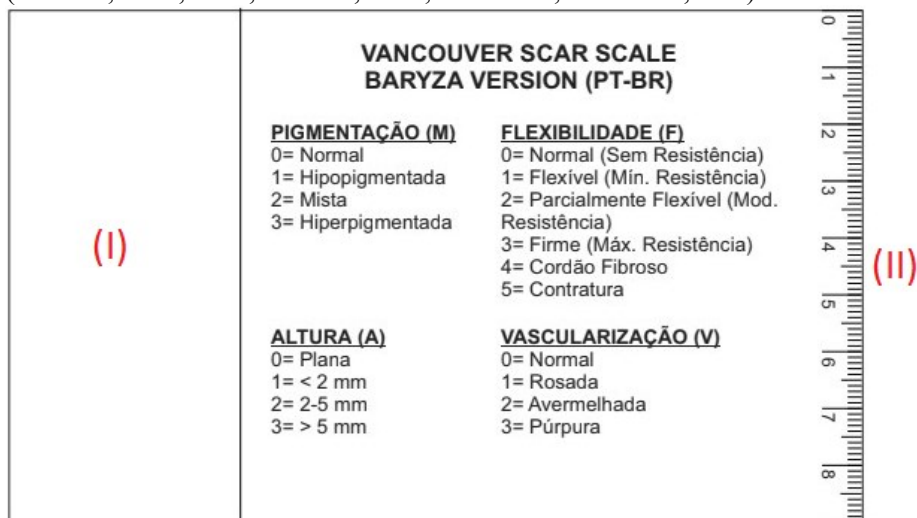 VANCOUVER SCAR SCALE
BARYZA VERSION (PT-BR)
PIGMENTAÇÃO (M)
0= Normal
1= Hipopigmentada
2= Mista
3= Hiperpigmentada
FLEXIBILIDADE (F)
0= Normal (Sem Resistência)
1= Flexível (Mín. Resistência)
2= Parcialmente Flexível (Mod.
Resistência)
3= Firme (Máx. Resistência)
4= Cordão Fibroso
5= Contratura
ALTURA (A)
0= Plana
1= < 2 mm
2= 2-5 mm
3= > 5 mm
VASCULARIZAÇÃO (V)
0= Normal
1= Rosada
2= Avermelhada
3= Púrpura
(I)
(II)
0
1
2
3
4
5
6
7
8